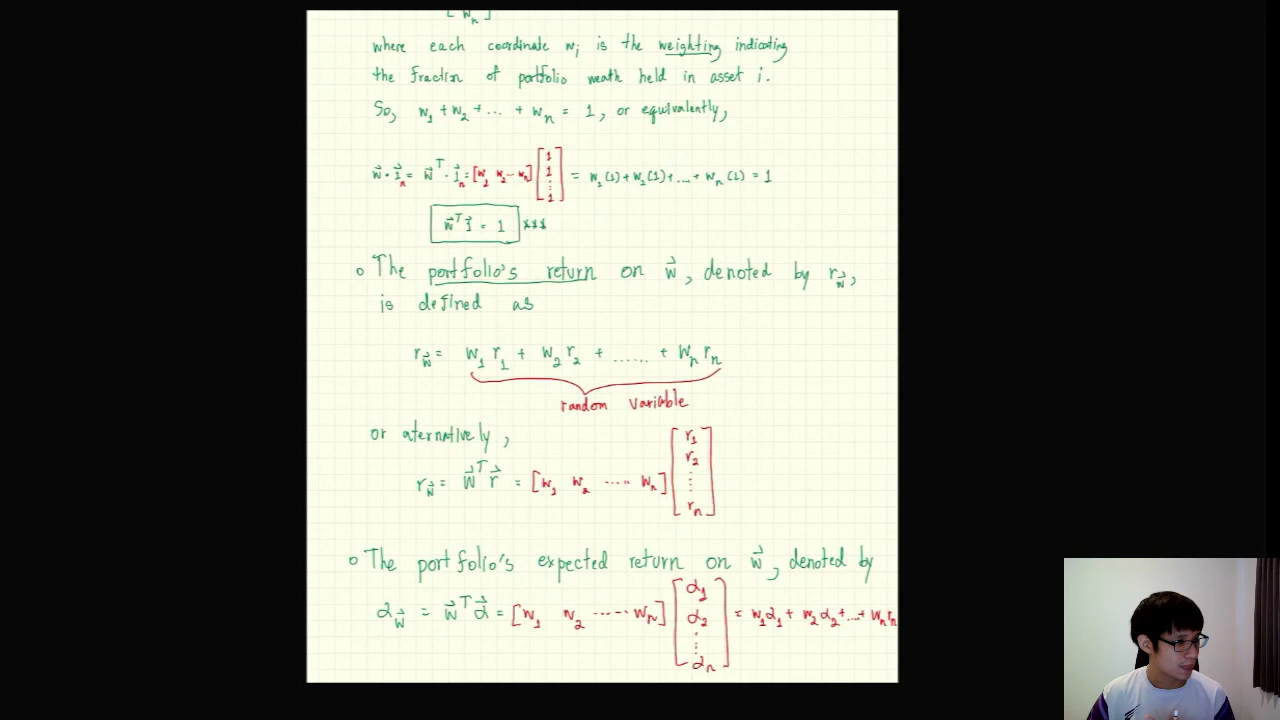 [ wₙ ]
where each coordinate wᵢ is the weighting indicating
the fraction of portfolio weath held in asset i.
So, w₁ + w₂ + ... + wₙ = 1, or equivalently,
w⃗ · 1⃗ₙ = w⃗ᵀ · 1⃗ₙ = [w₁ w₂ ... wₙ] [1 1 ⋮ 1] = w₁(1) + w₂(1) + .... + wₙ(1) = 1
w⃗ᵀ1⃗ = 1 ***
o The portfolio's return on w⃗, denoted by r_w⃗,
is defined as
r_w⃗ = w₁r₁ + w₂r₂ + ...... + wₙrₙ
random variable
or aternatively,
r_w⃗ = w⃗ᵀr⃗ = [w₁ w₂ ..... wₙ] [r₁ r₂ ⋮ rₙ]
o The portfolio's expected return on w⃗, denoted by
α_w⃗ = w⃗ᵀα⃗ = [w₁ w₂ ...... wₙ] [α₁ α₂ ⋮ αₙ] = w₁α₁ + w₂α₂ + ... + wₙrₙ